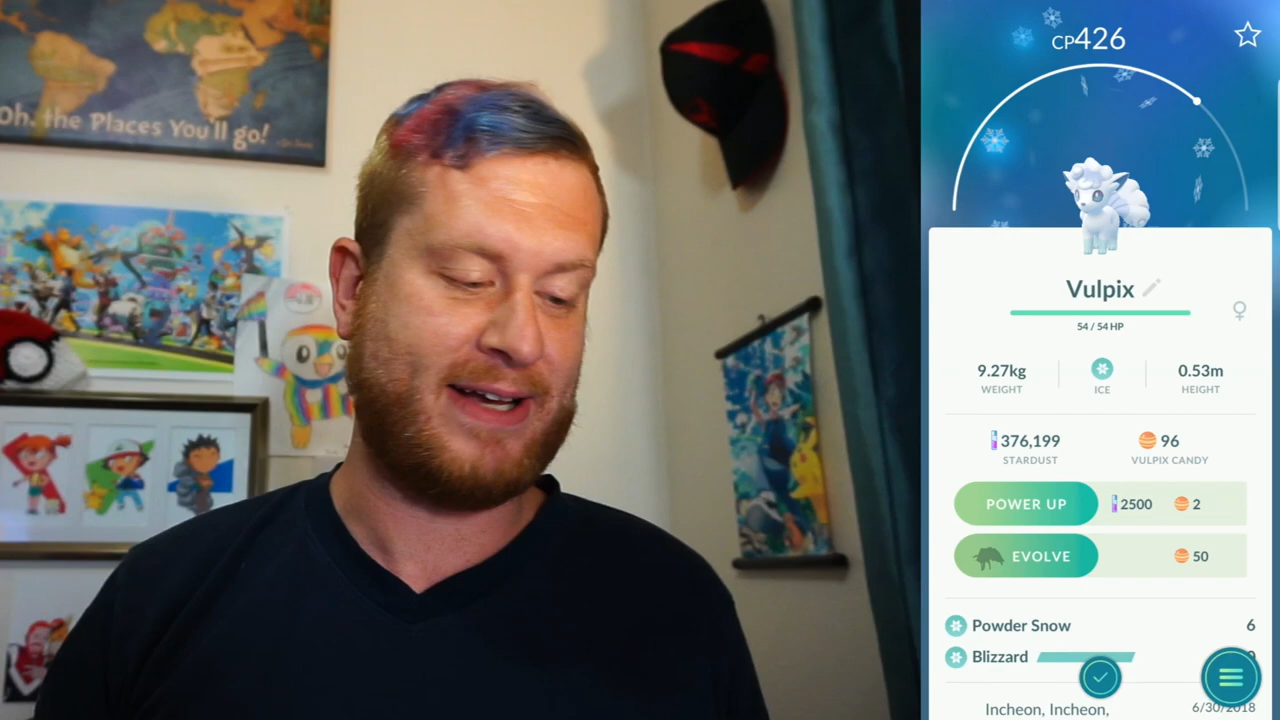 Oh, the Places You'll go!
CP426
Vulpix
54 / 54 HP
9.27kg
WEIGHT
ICE
0.53m
HEIGHT
376,199
STARDUST
96
VULPIX CANDY
POWER UP
2500
2
EVOLVE
50
Powder Snow
6
Blizzard
Incheon, Incheon,
6/30/2018